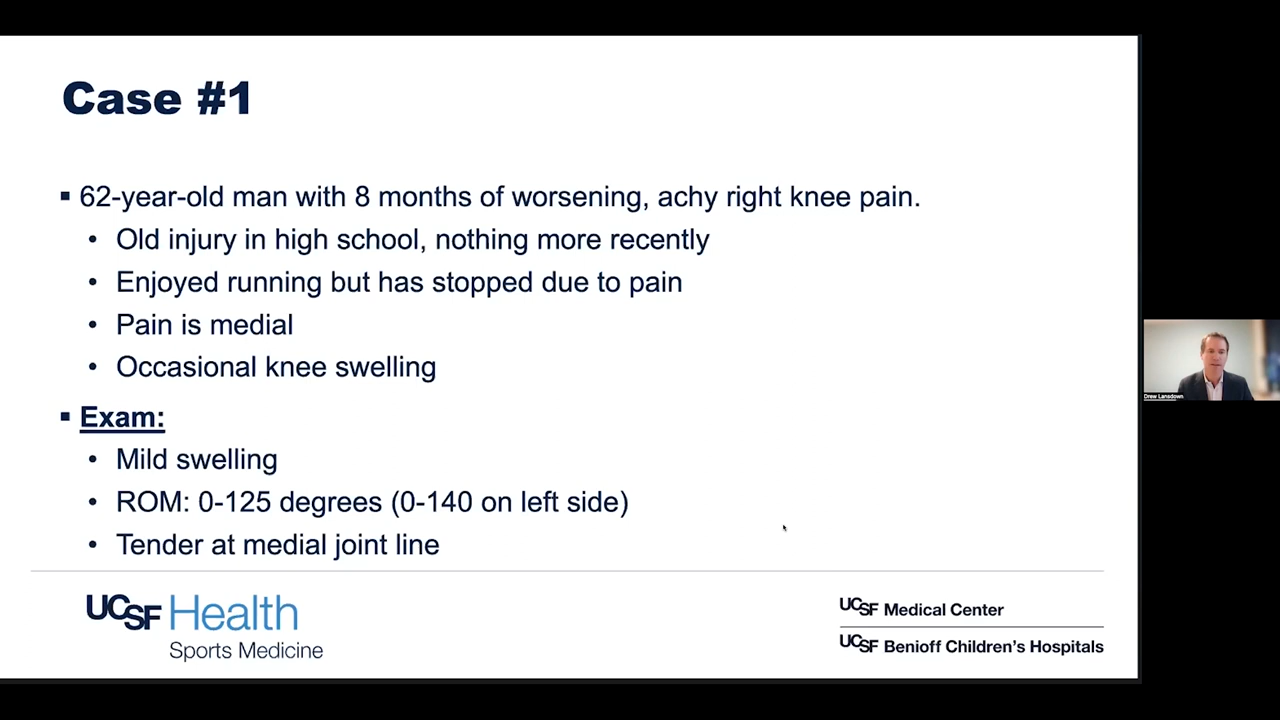 Case #1
▪ 62-year-old man with 8 months of worsening, achy right knee pain.
• Old injury in high school, nothing more recently
• Enjoyed running but has stopped due to pain
• Pain is medial
• Occasional knee swelling
▪ Exam:
• Mild swelling
• ROM: 0-125 degrees (0-140 on left side)
• Tender at medial joint line
UCSF Health
Sports Medicine
UCSF Medical Center
UCSF Benioff Children's Hospitals
Drew Lansdown